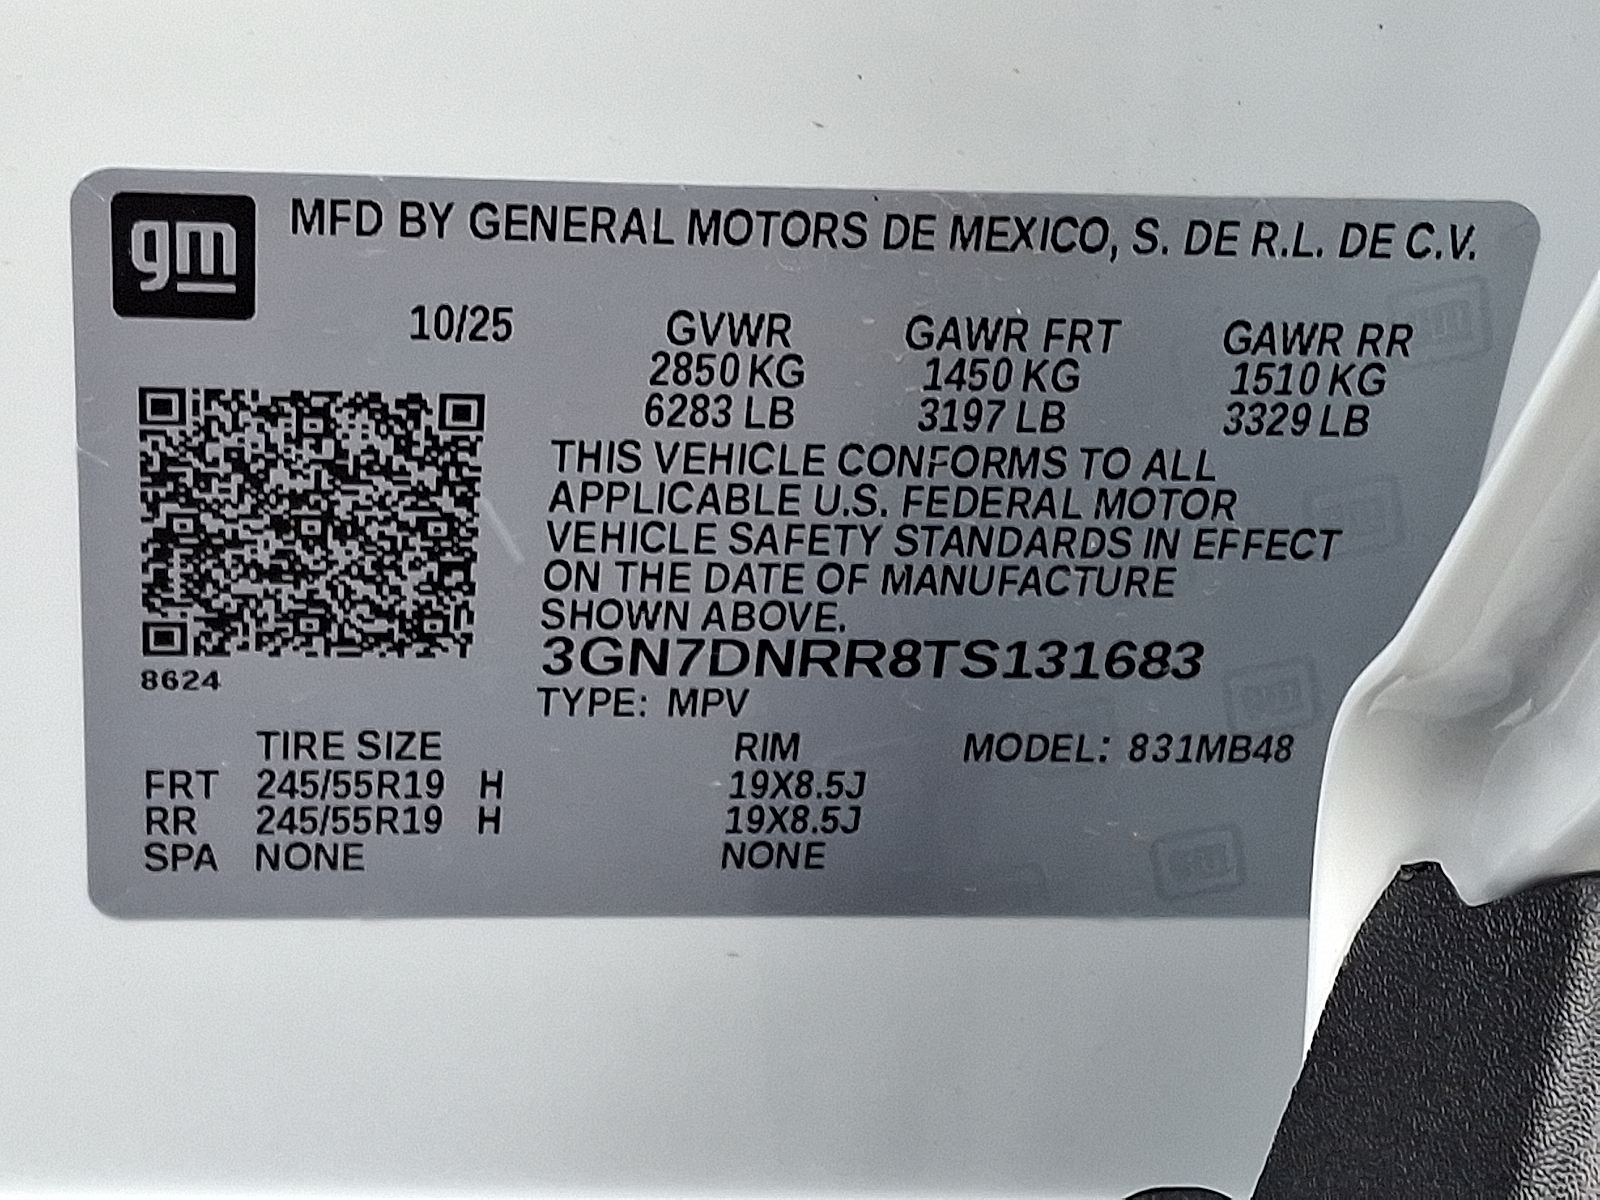 gm MFD BY GENERAL MOTORS DE MEXICO, S. DE R.L. DE C.V.
10/25 GVWR GAWR FRT GAWR RR
2850 KG 1450 KG 1510 KG
6283 LB 3197 LB 3329 LB
THIS VEHICLE CONFORMS TO ALL
APPLICABLE U.S. FEDERAL MOTOR
VEHICLE SAFETY STANDARDS IN EFFECT
ON THE DATE OF MANUFACTURE
SHOWN ABOVE.
3GN7DNRR8TS131683
8624
TYPE: MPV
TIRE SIZE RIM MODEL: 831MB48
FRT 245/55R19 H 19X8.5J
RR 245/55R19 H 19X8.5J
SPA NONE NONE